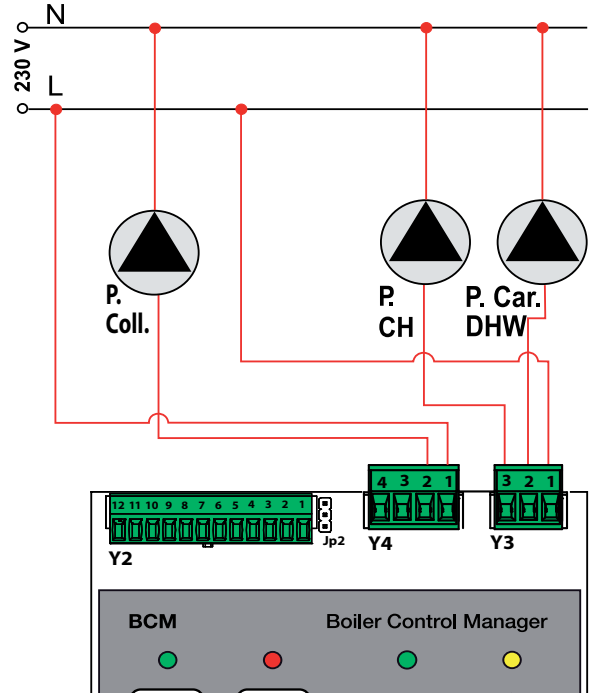 N
230 V
L
P.
Coll.
P.
CH
P. Car.
DHW
4 3 2 1
3 2 1
12 11 10 9 8 7 6 5 4 3 2 1
Jp2
Y2
Y4
Y3
BCM
Boiler Control Manager